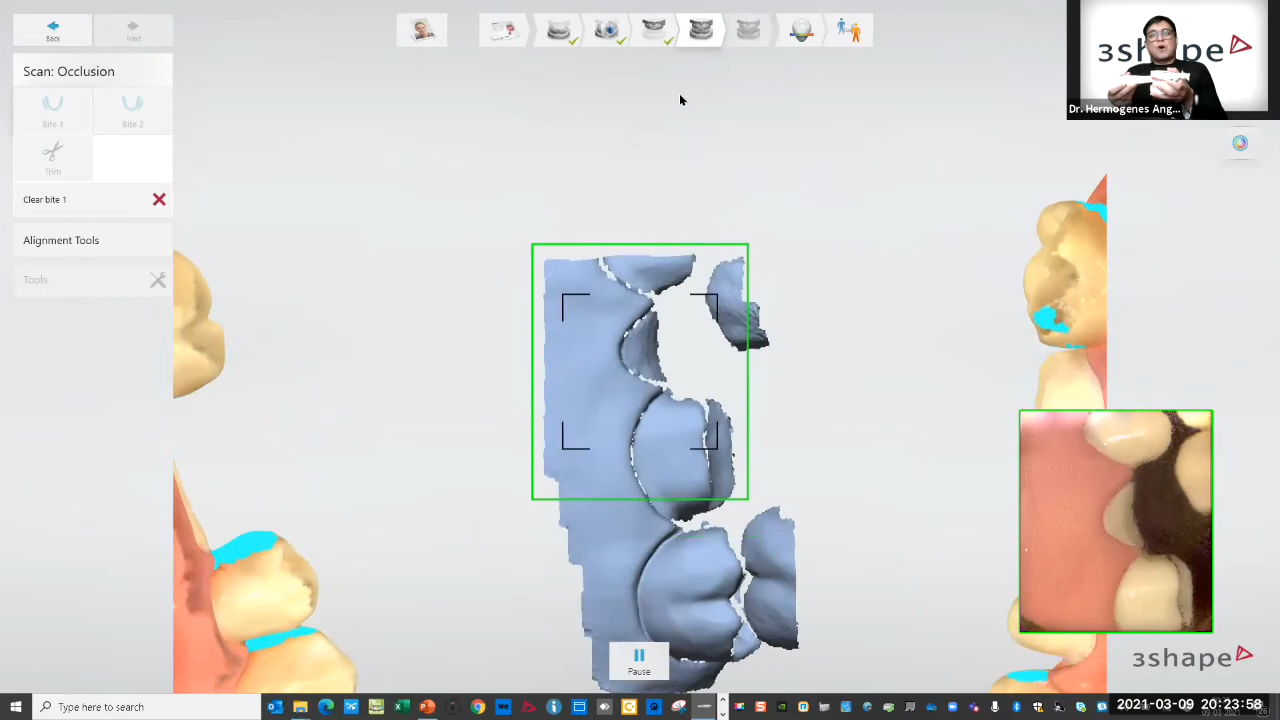 Back
Next
Scan: Occlusion
Bite 1
Bite 2
Trim
Clear bite 1
Alignment Tools
Tools
3shape
Dr. Hermogenes Ang...
Pause
3shape
Type here to search
2021-03-09 20:23:58